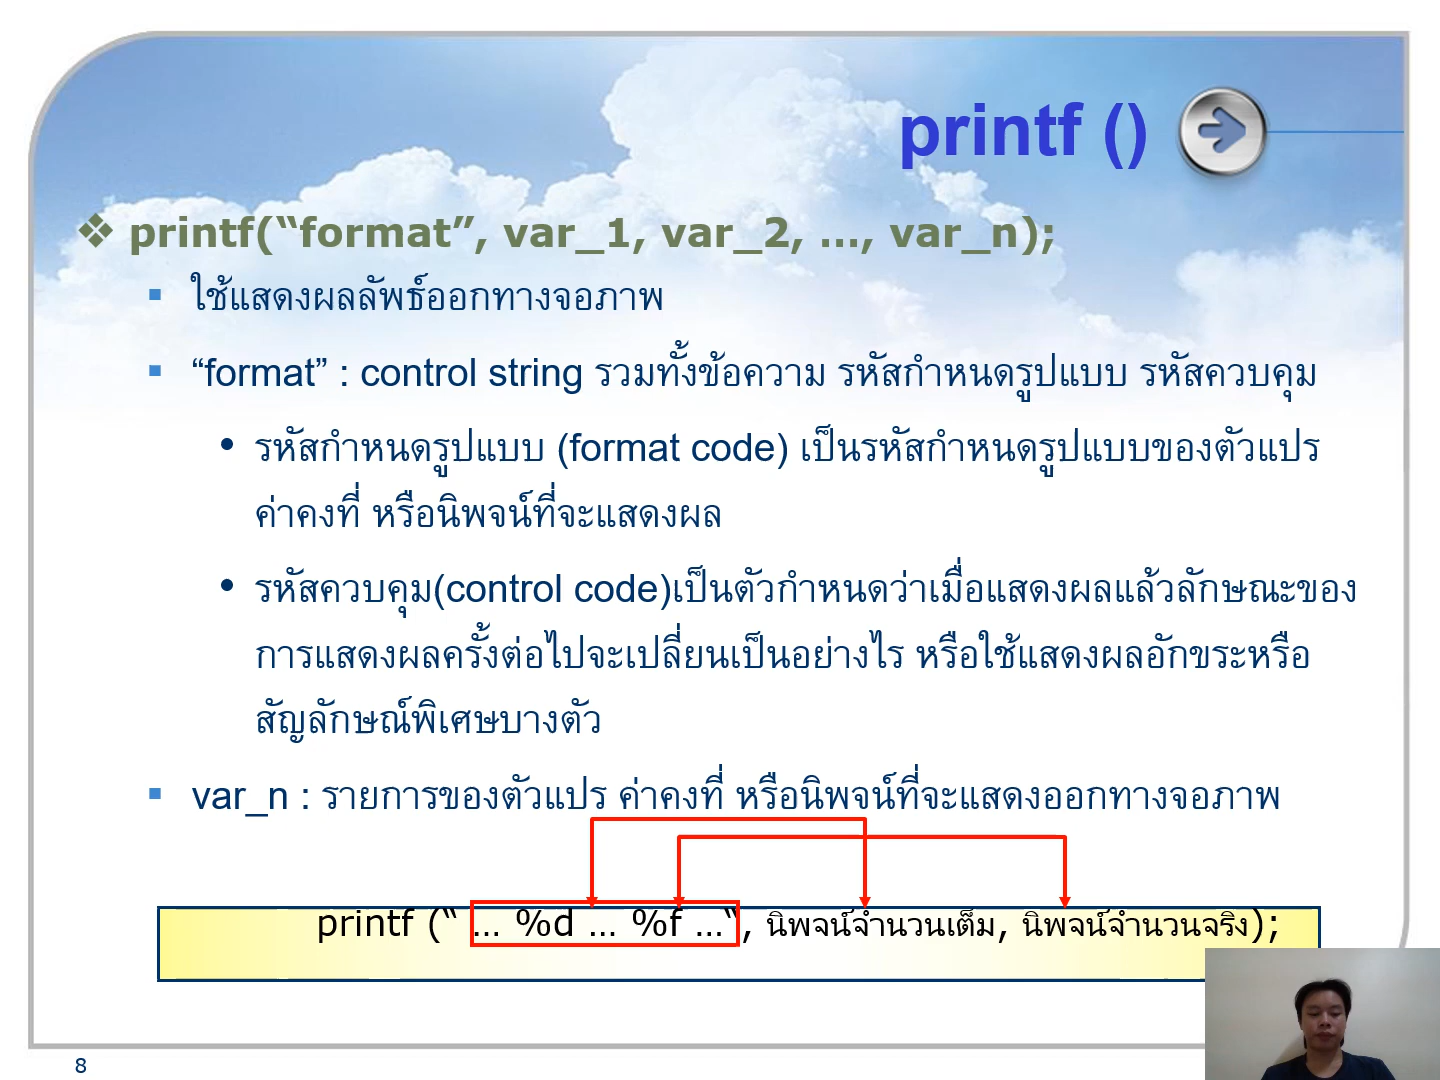 printf ()
printf(“format”, var_1, var_2, …, var_n);
ใช้แสดงผลลัพธ์ออกทางจอภาพ
“format” : control string รวมทั้งข้อความ รหัสกำหนดรูปแบบ รหัสควบคุม
รหัสกำหนดรูปแบบ (format code) เป็นรหัสกำหนดรูปแบบของตัวแปร
ค่าคงที่ หรือนิพจน์ที่จะแสดงผล
รหัสควบคุม(control code)เป็นตัวกำหนดว่าเมื่อแสดงผลแล้วลักษณะของ
การแสดงผลครั้งต่อไปจะเปลี่ยนเป็นอย่างไร หรือใช้แสดงผลอักขระหรือ
สัญลักษณ์พิเศษบางตัว
var_n : รายการของตัวแปร ค่าคงที่ หรือนิพจน์ที่จะแสดงออกทางจอภาพ
printf (“ … %d … %f …“, นิพจน์จำนวนเต็ม, นิพจน์จำนวนจริง);
8